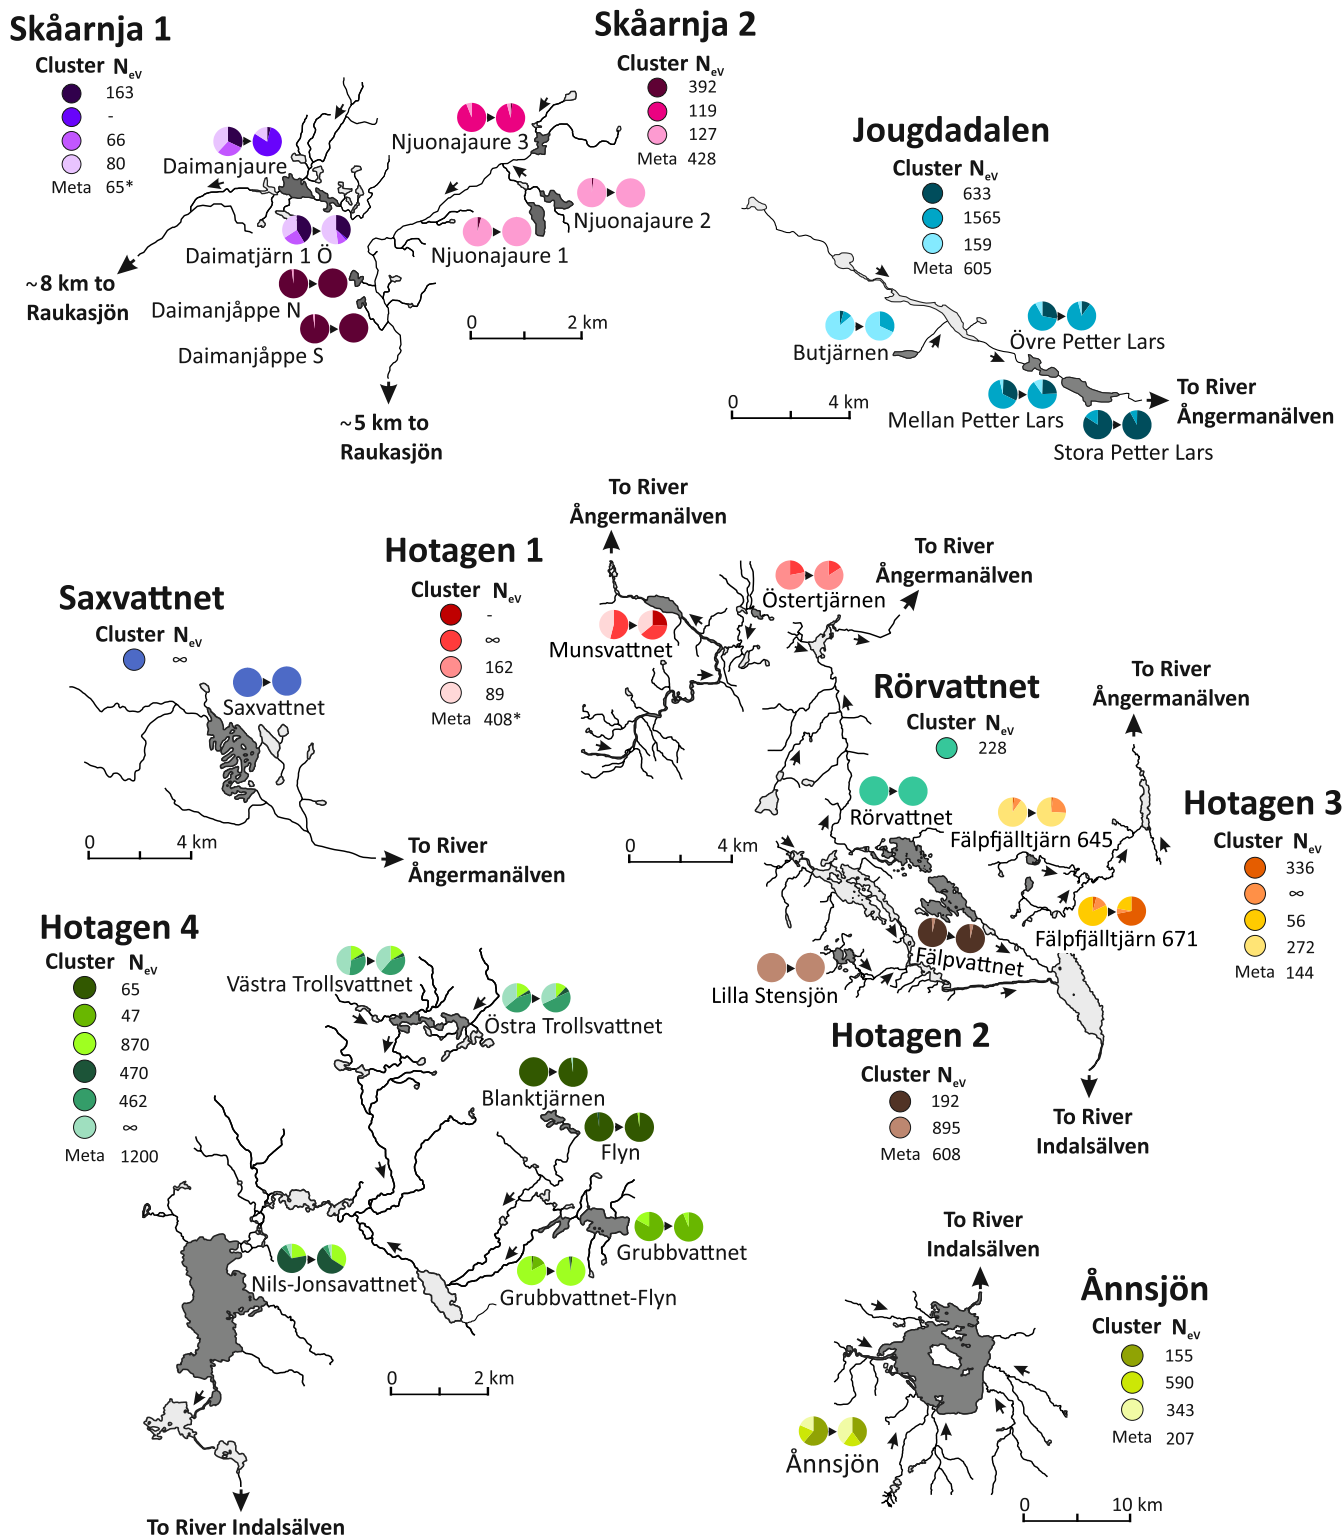 Skåarnja 1
Cluster NeV
163
-
66
80
Meta 65*
Daimanjaure
Daimatjärn 1 Ö
~8 km to
Raukasjön
Daimanjåppe N
Daimanjåppe S
~5 km to
Raukasjön
Skåarnja 2
Cluster NeV
392
119
127
Meta 428
Njuonajaure 3
Njuonajaure 2
Njuonajaure 1
0 2 km
Jougdadalen
Cluster NeV
633
1565
159
Meta 605
Butjärnen
Övre Petter Lars
Mellan Petter Lars
Stora Petter Lars
To River
Ångermanälven
0 4 km
Saxvattnet
Cluster NeV
∞
Saxvattnet
0 4 km
To River
Ångermanälven
Hotagen 1
Cluster NeV
-
∞
162
89
Meta 408*
To River
Ångermanälven
Munsvattnet
Östertjärnen
To River
Ångermanälven
Rörvattnet
Cluster NeV
228
Rörvattnet
0 4 km
To River
Ångermanälven
Hotagen 3
Cluster NeV
336
∞
56
272
Meta 144
Fälpfjälltjärn 645
Fälpfjälltjärn 671
Fälpvattnet
Lilla Stensjön
Hotagen 2
Cluster NeV
192
895
Meta 608
To River
Indalsälven
Hotagen 4
Cluster NeV
65
47
870
470
462
∞
Meta 1200
Västra Trollsvattnet
Östra Trollsvattnet
Blanktjärnen
Flyn
Grubbvattnet
Grubbvattnet-Flyn
Nils-Jonsavattnet
0 2 km
To River Indalsälven
To River
Indalsälven
Ånnsjön
Cluster NeV
155
590
343
Meta 207
Ånnsjön
0 10 km